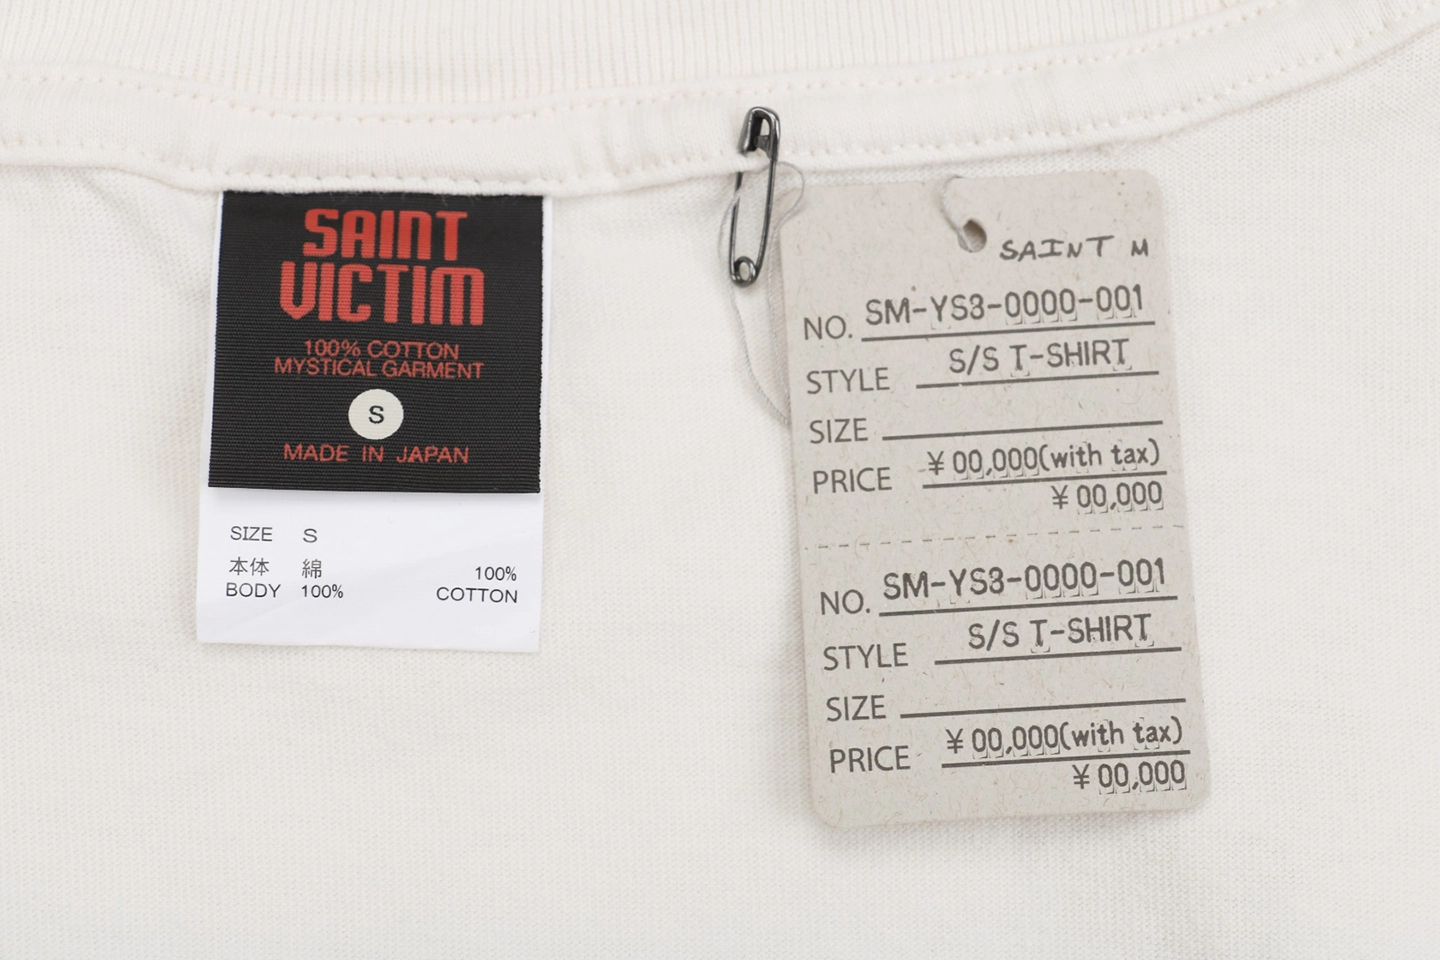 SAINT
VICTIM
100% COTTON
MYSTICAL GARMENT
S
MADE IN JAPAN
SIZE S
本体 綿 100%
BODY 100% COTTON
SAINT M
NO. SM-YS3-0000-001
STYLE S/S T-SHIRT
SIZE
PRICE ¥00,000(with tax)
¥00,000
NO. SM-YS3-0000-001
STYLE S/S T-SHIRT
SIZE
PRICE ¥00,000(with tax)
¥00,000